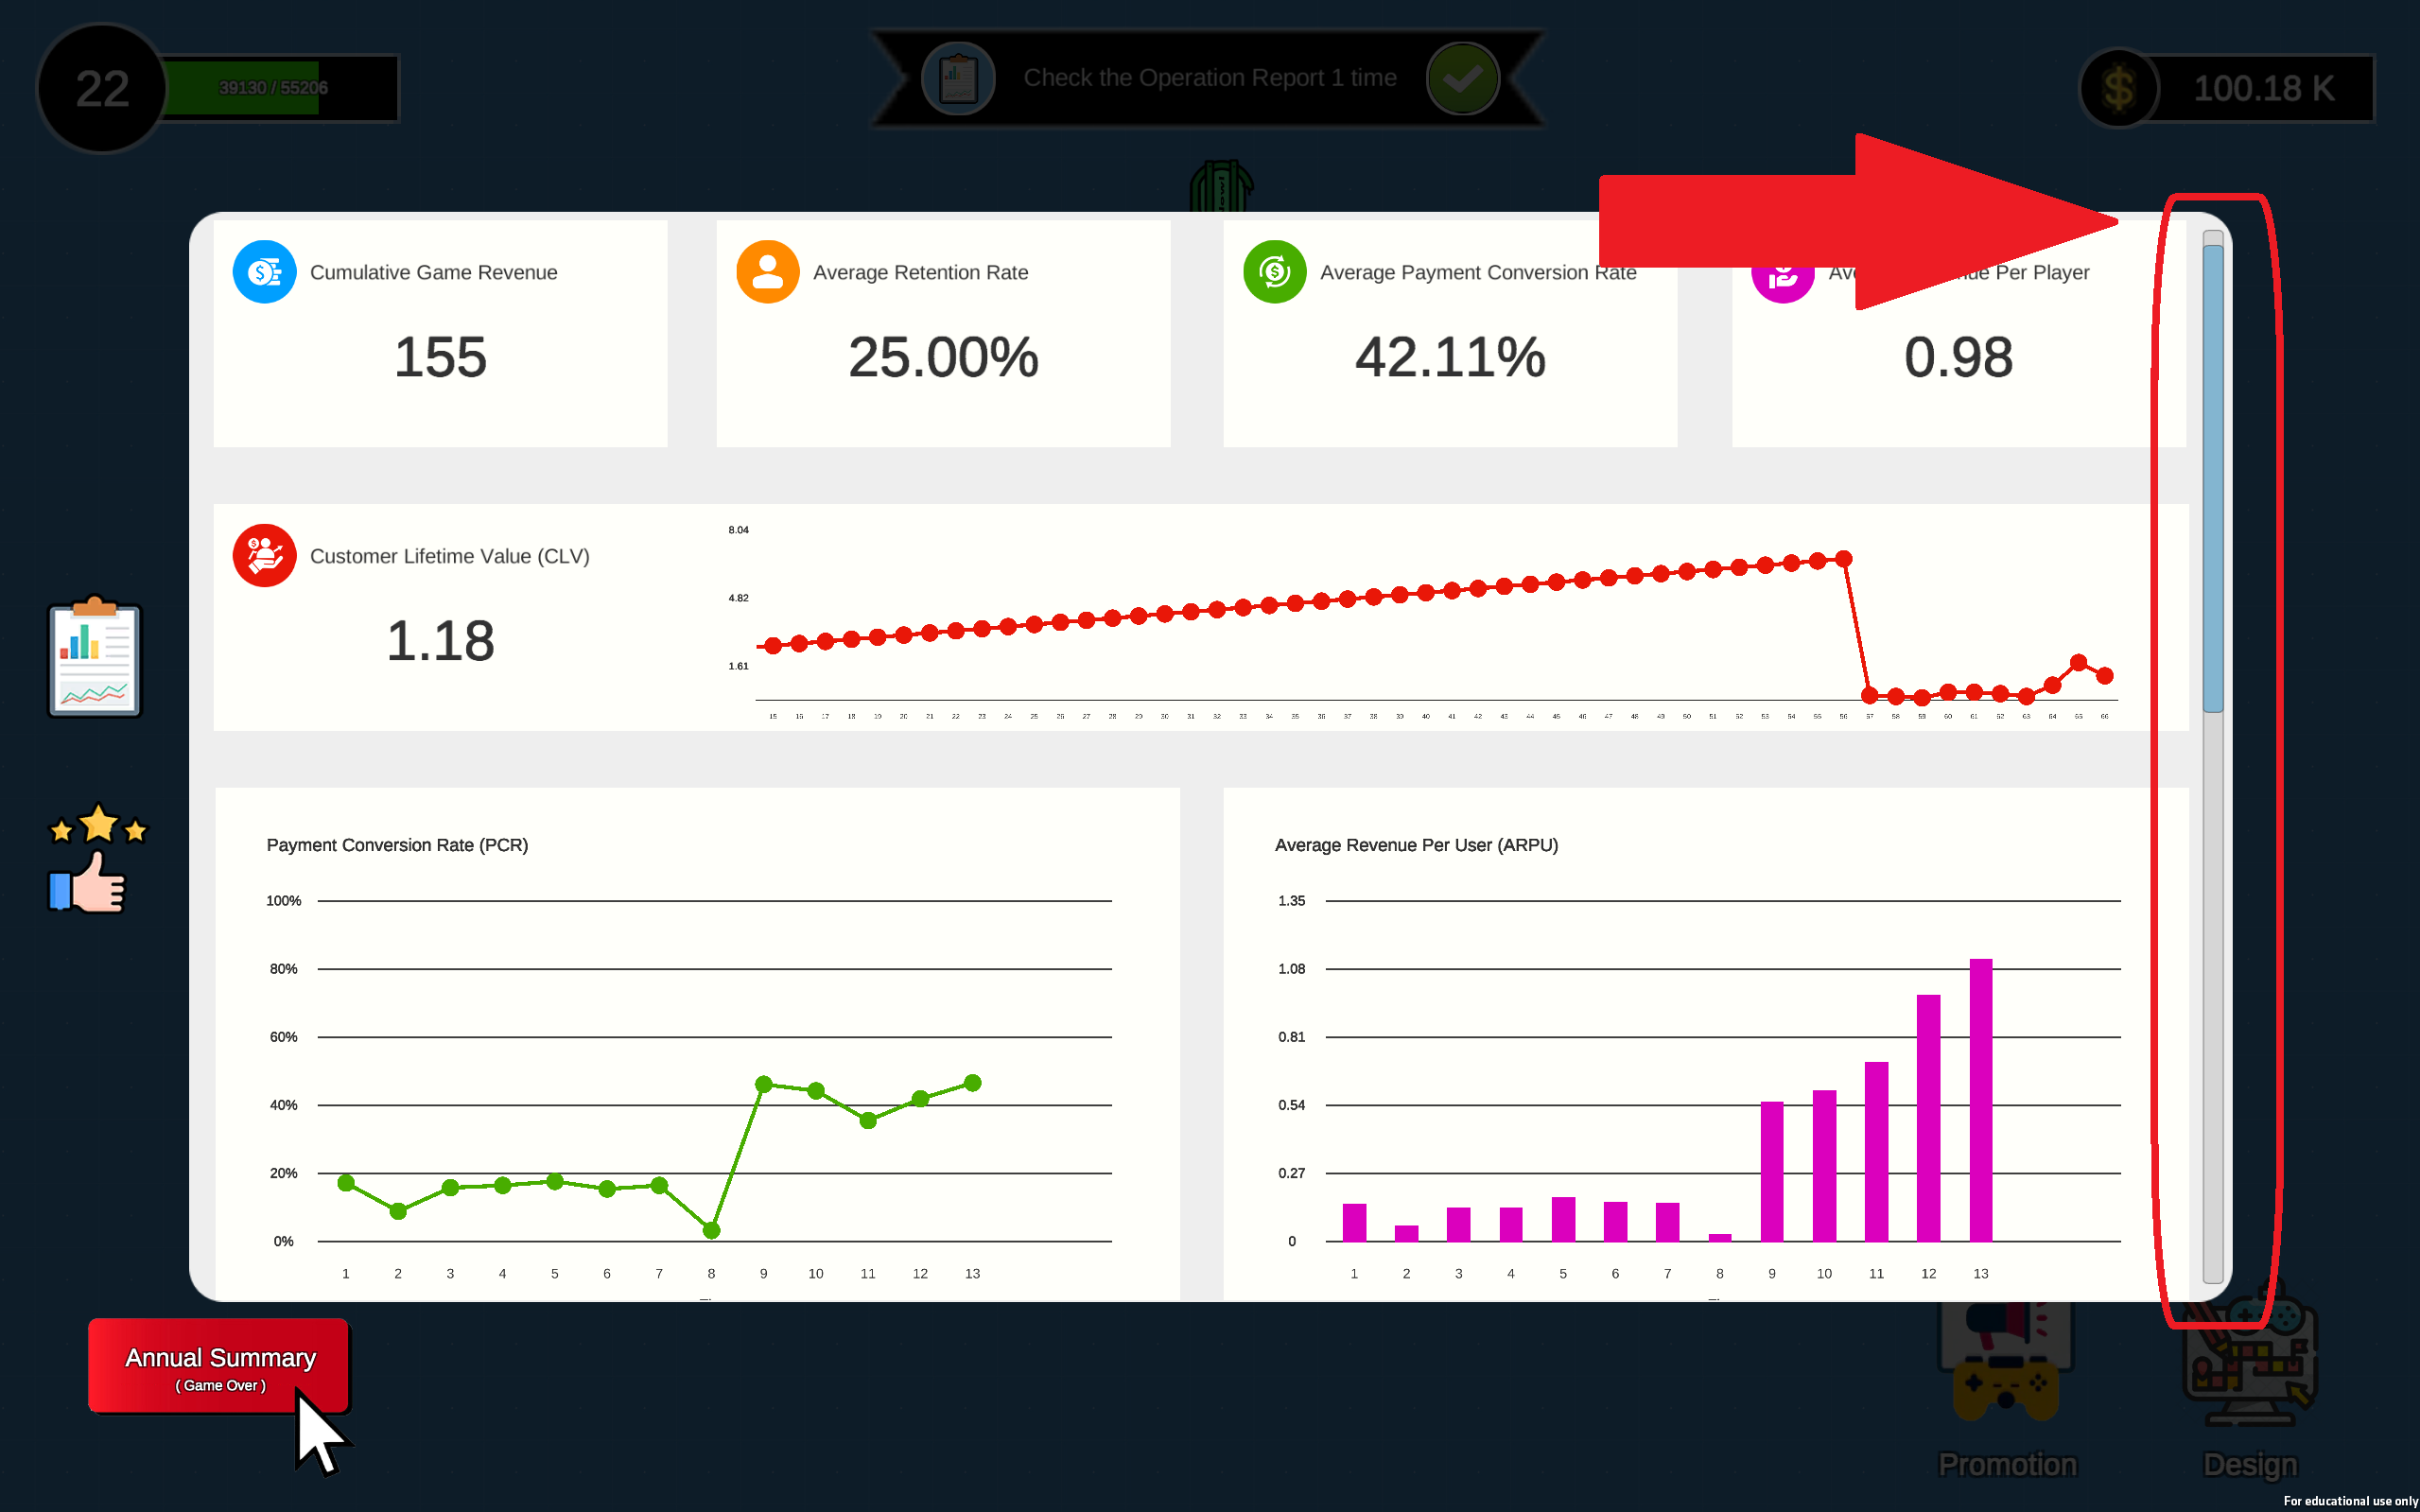 22
39130 / 55206
Check the Operation Report 1 time
100.18 K
Cumulative Game Revenue
155
Average Retention Rate
25.00%
Average Payment Conversion Rate
42.11%
Per Player
0.98
Customer Lifetime Value (CLV)
1.18
8.04
4.82
1.61
15 16 17 18 19 20 21 22 23 24 25 26 27 28 29 30 31 32 33 34 35 36 37 38 39 40 41 42 43 44 45 46 47 48 49 50 51 52 53 54 55 56 57 58 59 60 61 62 63 64 65 66
Payment Conversion Rate (PCR)
100%
80%
60%
40%
20%
0%
1 2 3 4 5 6 7 8 9 10 11 12 13
Average Revenue Per User (ARPU)
1.35
1.08
0.81
0.54
0.27
0
1 2 3 4 5 6 7 8 9 10 11 12 13
Annual Summary
( Game Over )
Promotion
Design
For educational use only